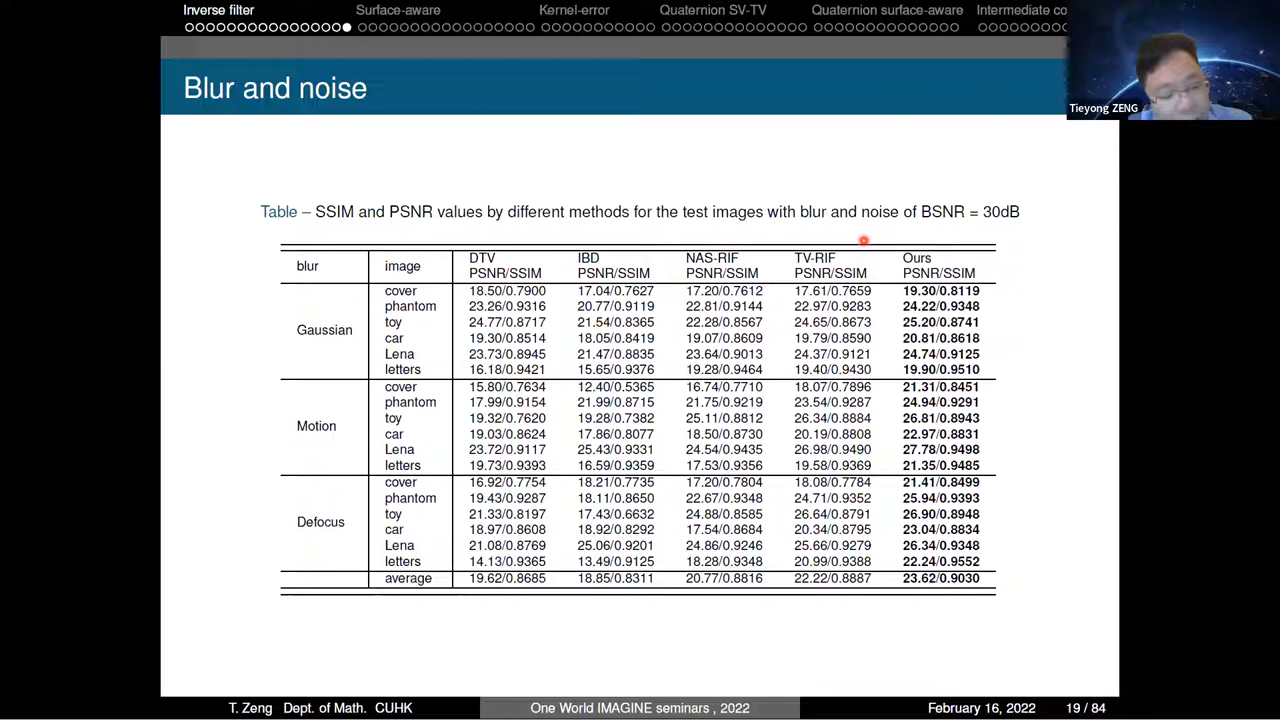 Inverse filter Surface-aware Kernel-error Quaternion SV-TV Quaternion surface-aware Intermediate co
Tieyong ZENG
Blur and noise
Table – SSIM and PSNR values by different methods for the test images with blur and noise of BSNR = 30dB
blur image DTV IBD NAS-RIF TV-RIF Ours
PSNR/SSIM PSNR/SSIM PSNR/SSIM PSNR/SSIM PSNR/SSIM
cover 18.50/0.7900 17.04/0.7627 17.20/0.7612 17.61/0.7659 19.30/0.8119
phantom 23.26/0.9316 20.77/0.9119 22.81/0.9144 22.97/0.9283 24.22/0.9348
toy 24.77/0.8717 21.54/0.8365 22.28/0.8567 24.65/0.8673 25.20/0.8741
Gaussian
car 19.30/0.8514 18.05/0.8419 19.07/0.8609 19.79/0.8590 20.81/0.8618
Lena 23.73/0.8945 21.47/0.8835 23.64/0.9013 24.37/0.9121 24.74/0.9125
letters 16.18/0.9421 15.65/0.9376 19.28/0.9464 19.40/0.9430 19.90/0.9510
cover 15.80/0.7634 12.40/0.5365 16.74/0.7710 18.07/0.7896 21.31/0.8451
phantom 17.99/0.9154 21.99/0.8715 21.75/0.9219 23.54/0.9287 24.94/0.9291
toy 19.32/0.7620 19.28/0.7382 25.11/0.8812 26.34/0.8884 26.81/0.8943
Motion
car 19.03/0.8624 17.86/0.8077 18.50/0.8730 20.19/0.8808 22.97/0.8831
Lena 23.72/0.9117 25.43/0.9331 24.54/0.9435 26.98/0.9490 27.78/0.9498
letters 19.73/0.9393 16.59/0.9359 17.53/0.9356 19.58/0.9369 21.35/0.9485
cover 16.92/0.7754 18.21/0.7735 17.20/0.7804 18.08/0.7784 21.41/0.8499
phantom 19.43/0.9287 18.11/0.8650 22.67/0.9348 24.71/0.9352 25.94/0.9393
toy 21.33/0.8197 17.43/0.6632 24.88/0.8585 26.64/0.8791 26.90/0.8948
Defocus
car 18.97/0.8608 18.92/0.8292 17.54/0.8684 20.34/0.8795 23.04/0.8834
Lena 21.08/0.8769 25.06/0.9201 24.86/0.9246 25.66/0.9279 26.34/0.9348
letters 14.13/0.9365 13.49/0.9125 18.28/0.9348 20.99/0.9388 22.24/0.9552
average 19.62/0.8685 18.85/0.8311 20.77/0.8816 22.22/0.8887 23.62/0.9030
T. Zeng Dept. of Math. CUHK One World IMAGINE seminars , 2022 February 16, 2022 19 / 84